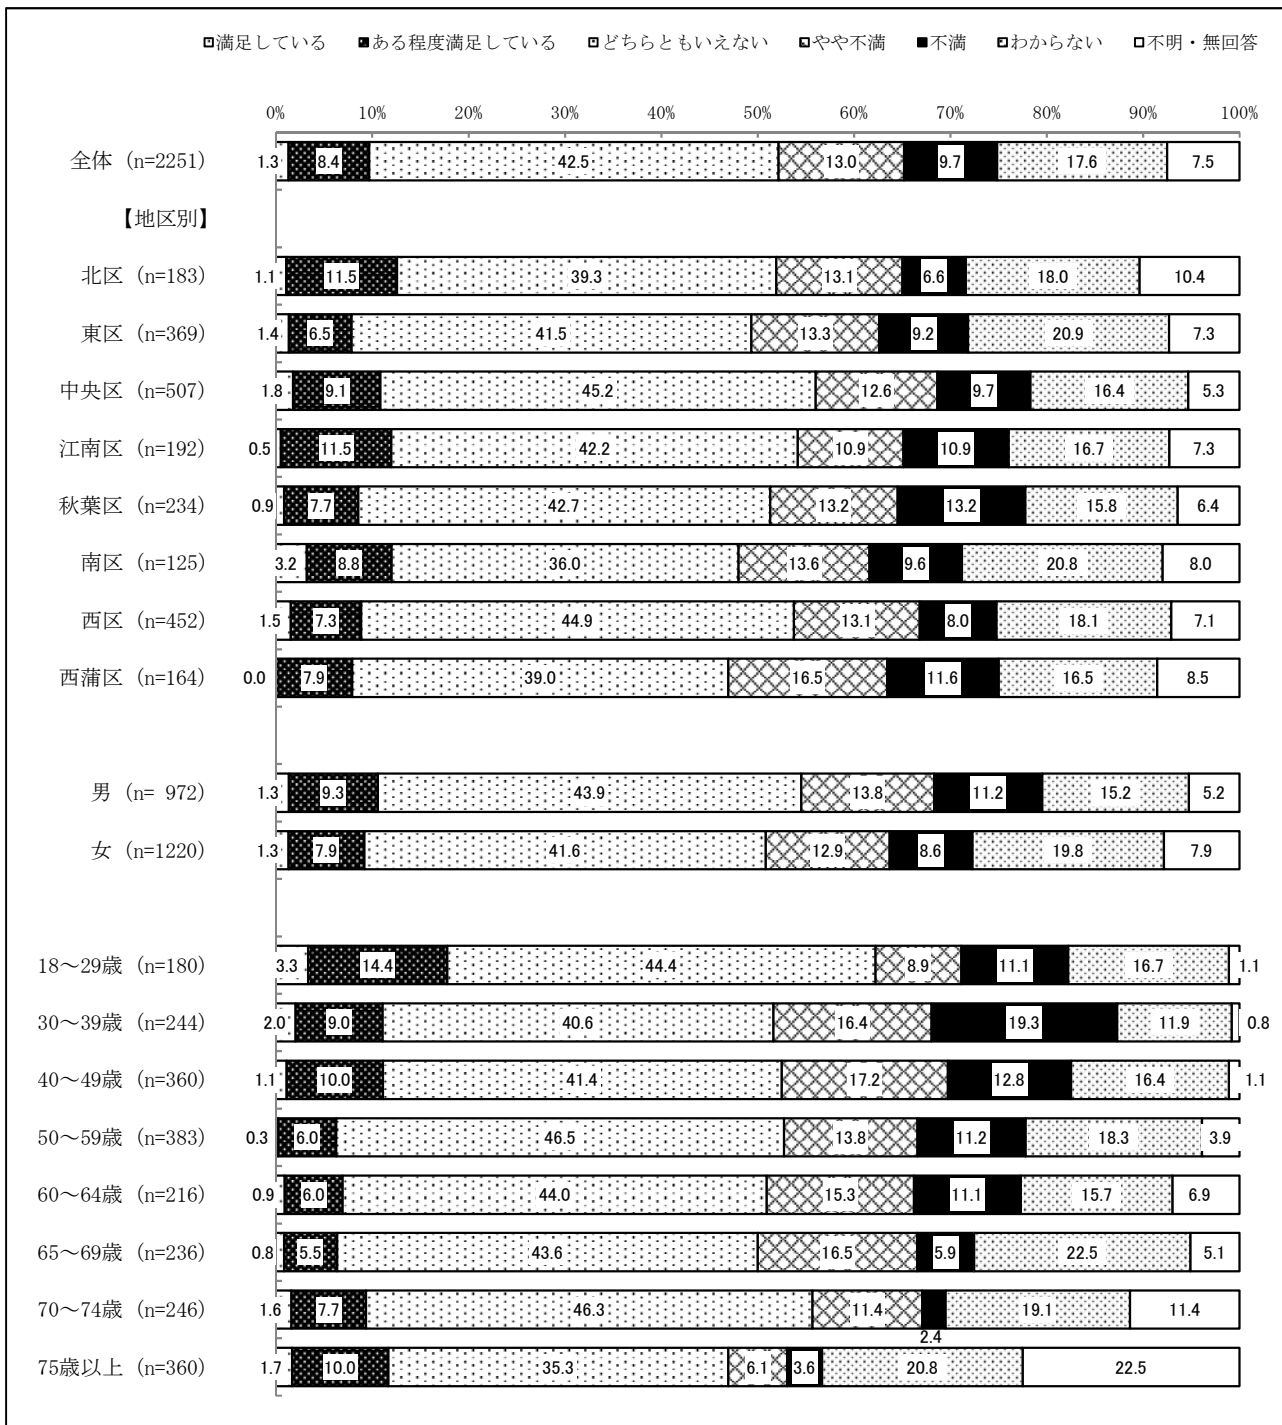 満足している ある程度満足している どちらともいえない やや不満 不満 わからない 不明・無回答
0% 10% 20% 30% 40% 50% 60% 70% 80% 90% 100%
全体 (n=2251) 1.3 8.4 42.5 13.0 9.7 17.6 7.5
【地区別】
北区 (n=183) 1.1 11.5 39.3 13.1 6.6 18.0 10.4
東区 (n=369) 1.4 6.5 41.5 13.3 9.2 20.9 7.3
中央区 (n=507) 1.8 9.1 45.2 12.6 9.7 16.4 5.3
江南区 (n=192) 0.5 11.5 42.2 10.9 10.9 16.7 7.3
秋葉区 (n=234) 0.9 7.7 42.7 13.2 13.2 15.8 6.4
南区 (n=125) 3.2 8.8 36.0 13.6 9.6 20.8 8.0
西区 (n=452) 1.5 7.3 44.9 13.1 8.0 18.1 7.1
西蒲区 (n=164) 0.0 7.9 39.0 16.5 11.6 16.5 8.5
男 (n= 972) 1.3 9.3 43.9 13.8 11.2 15.2 5.2
女 (n=1220) 1.3 7.9 41.6 12.9 8.6 19.8 7.9
18～29歳 (n=180) 3.3 14.4 44.4 8.9 11.1 16.7 1.1
30～39歳 (n=244) 2.0 9.0 40.6 16.4 19.3 11.9 0.8
40～49歳 (n=360) 1.1 10.0 41.4 17.2 12.8 16.4 1.1
50～59歳 (n=383) 0.3 6.0 46.5 13.8 11.2 18.3 3.9
60～64歳 (n=216) 0.9 6.0 44.0 15.3 11.1 15.7 6.9
65～69歳 (n=236) 0.8 5.5 43.6 16.5 5.9 22.5 5.1
70～74歳 (n=246) 1.6 7.7 46.3 11.4 2.4 19.1 11.4
75歳以上 (n=360) 1.7 10.0 35.3 6.1 3.6 20.8 22.5